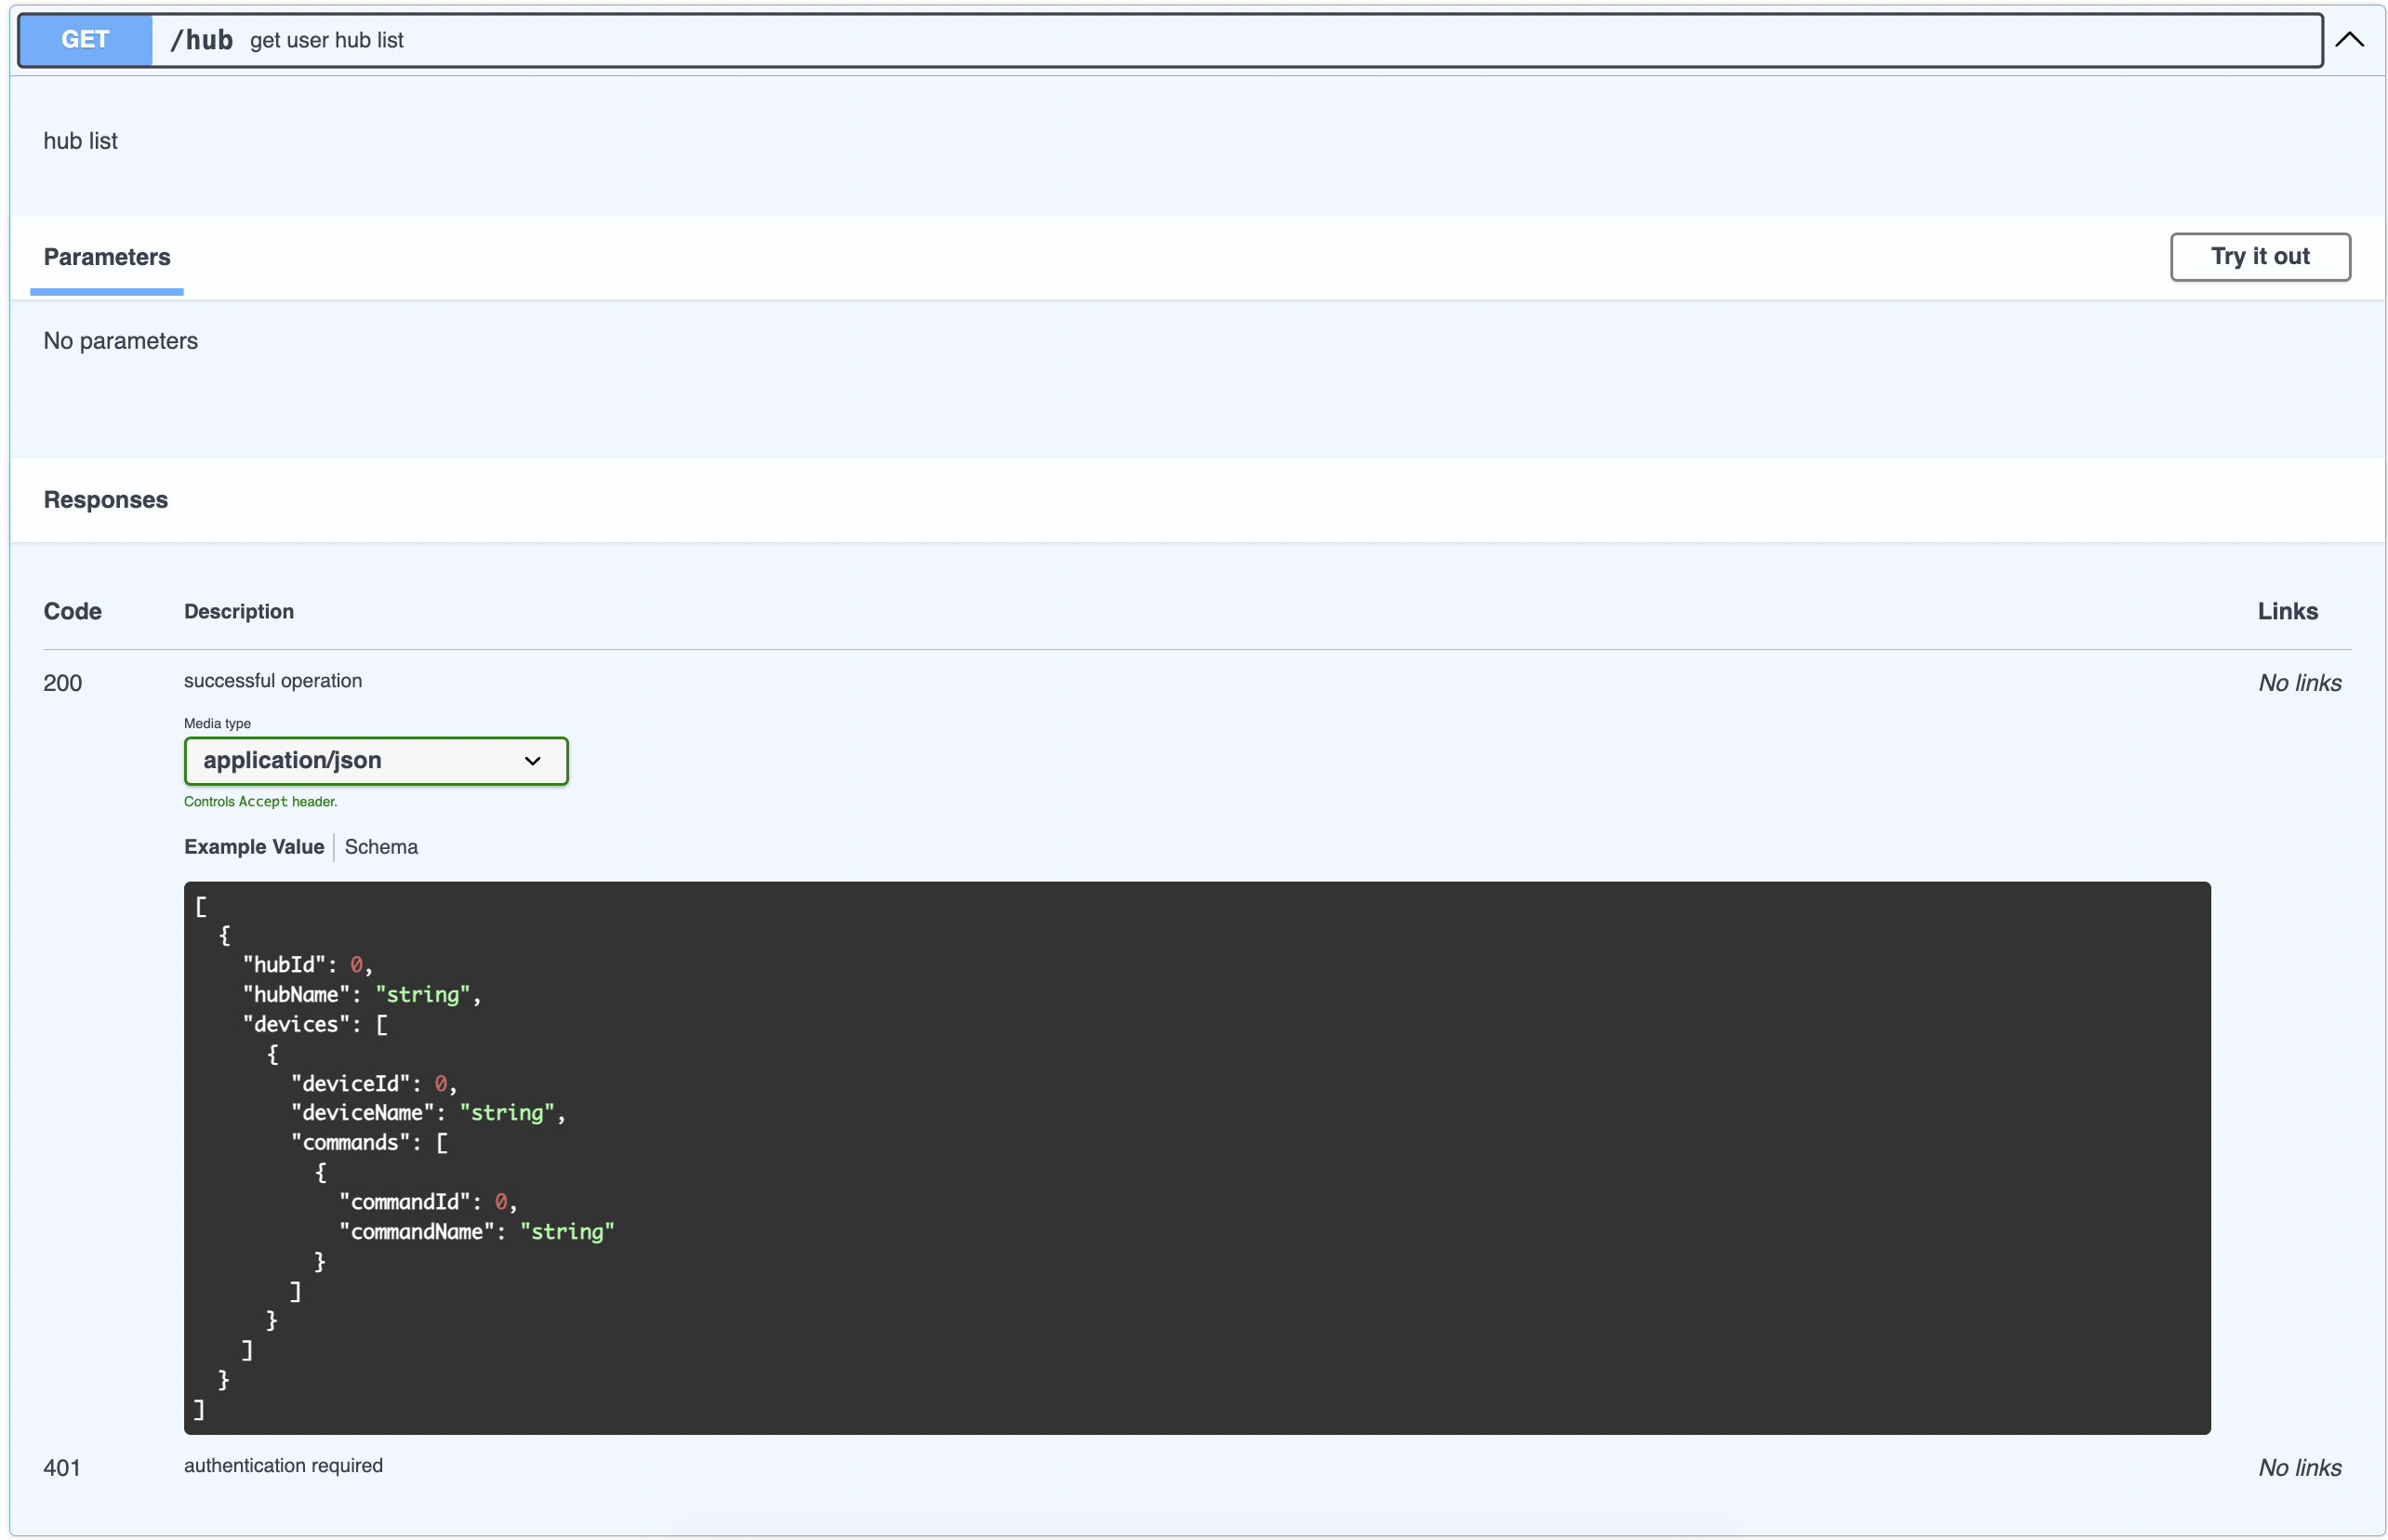 GET /hub get user hub list
hub list
Parameters
Try it out
No parameters
Responses
Code Description Links
200 successful operation No links
Media type
application/json
Controls Accept header.
Example Value Schema
[
  {
    "hubId": 0,
    "hubName": "string",
    "devices": [
      {
        "deviceId": 0,
        "deviceName": "string",
        "commands": [
          {
            "commandId": 0,
            "commandName": "string"
          }
        ]
      }
    ]
  }
]
401 authentication required No links